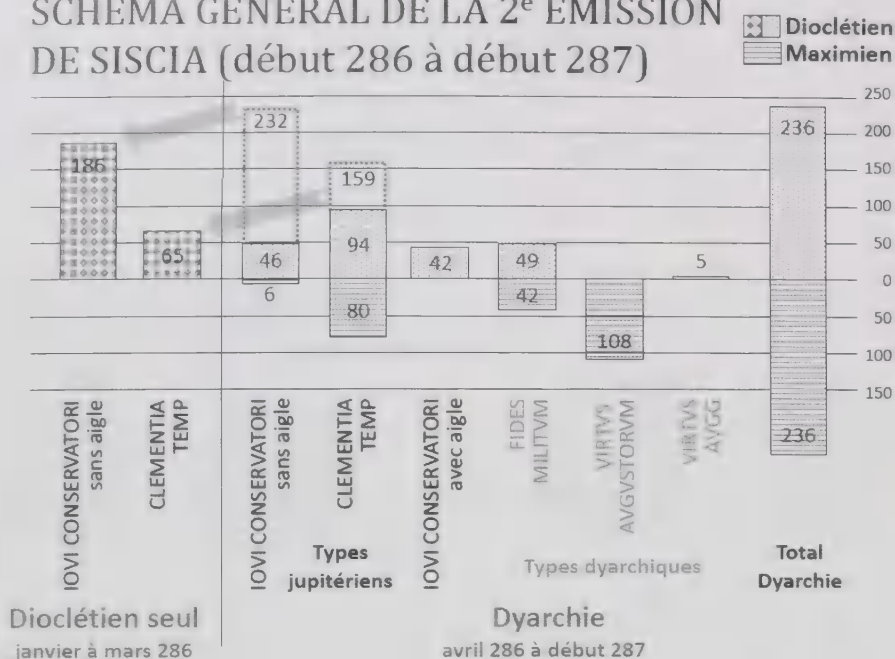 SCHÉMA GÉNÉRAL DE LA 2e ÉMISSION
DE SISCIA (début 286 à début 287)
Dioclétien
Maximien
250
200
150
100
50
0
50
100
150
186
65
232
46
6
159
94
80
42
49
42
108
5
236
236
IOVI CONSERVATORI
sans aigle
CLEMENTIA
TEMP
IOVI CONSERVATORI
sans aigle
CLEMENTIA
TEMP
IOVI CONSERVATORI
avec aigle
FIDES
MILITVM
VIRTVS
AVGVSTORVM
VIRTVS
AVGG
Types
jupitériens
Types dyarchiques
Total
Dyarchie
Dioclétien seul
janvier à mars 286
Dyarchie
avril 286 à début 287